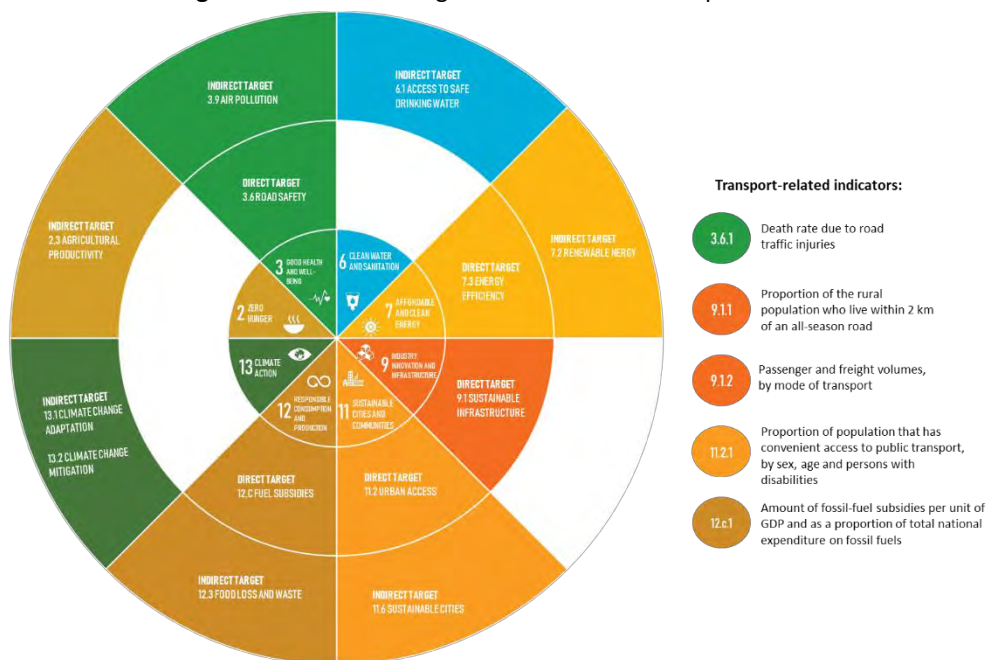 INDIRECT TARGET
3.9 AIR POLLUTION
INDIRECT TARGET
6.1 ACCESS TO SAFE
DRINKING WATER
DIRECT TARGET
3.6 ROAD SAFETY
INDIRECT TARGET
2.3 AGRICULTURAL
PRODUCTIVITY
INDIRECT TARGET
7.2 RENEWABLE NERGY
DIRECT TARGET
7.3 ENERGY
EFFICIENCY
3 GOOD HEALTH
AND WELL-
BEING
6 CLEAN WATER
AND SANITATION
2 ZERO
HUNGER
7 AFFORDABLE
AND CLEAN
ENERGY
13 CLIMATE
ACTION
9 INDUSTRY
INNOVATION AND
INFRASTRUCTURE
12 RESPONSIBLE
CONSUMPTION
AND
PRODUCTION
11 SUSTAINABLE
CITIES AND
COMMUNITIES
INDIRECT TARGET
13.1 CLIMATE CHANGE
ADAPTATION
13.2 CLIMATE CHANGE
MITIGATION
DIRECT TARGET
9.1 SUSTAINABLE
INFRASTRUCTURE
DIRECT TARGET
12.C FUEL SUBSIDIES
DIRECT TARGET
11.2 URBAN ACCESS
INDIRECT TARGET
12.3 FOOD LOSS AND WASTE
INDIRECT TARGET
11.6 SUSTAINABLE CITIES
Transport-related indicators:
3.6.1
Death rate due to road
traffic injuries
9.1.1
Proportion of the rural
population who live within 2 km
of an all-season road
9.1.2
Passenger and freight volumes,
by mode of transport
11.2.1
Proportion of population that has
convenient access to public transport,
by sex, age and persons with
disabilities
12.c.1
Amount of fossil-fuel subsidies per unit of
GDP and as a proportion of total national
expenditure on fossil fuels